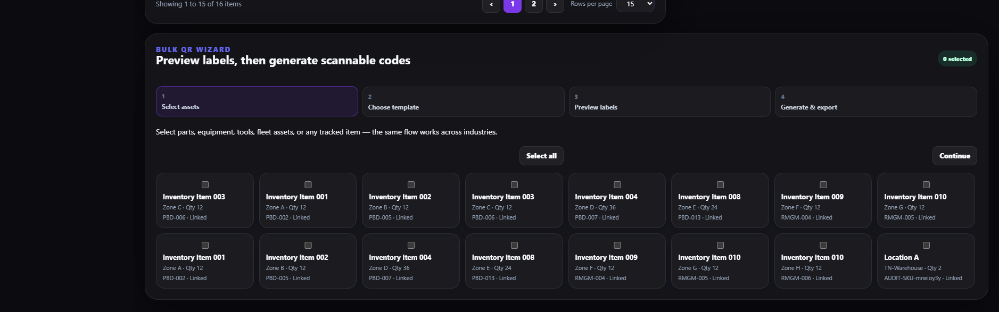 Showing 1 to 15 of 16 items
‹ 1 2 › Rows per page 15
BULK QR WIZARD
Preview labels, then generate scannable codes
0 selected
1
Select assets
2
Choose template
3
Preview labels
4
Generate & export
Select parts, equipment, tools, fleet assets, or any tracked item — the same flow works across industries.
Select all
Continue
Inventory Item 003
Zone C · Qty 12
PBD-006 · Linked
Inventory Item 001
Zone A · Qty 12
PBD-002 · Linked
Inventory Item 002
Zone B · Qty 12
PBD-005 · Linked
Inventory Item 003
Zone C · Qty 12
PBD-006 · Linked
Inventory Item 004
Zone D · Qty 36
PBD-007 · Linked
Inventory Item 008
Zone E · Qty 24
PBD-013 · Linked
Inventory Item 009
Zone F · Qty 12
RMGM-004 · Linked
Inventory Item 010
Zone G · Qty 12
RMGM-005 · Linked
Inventory Item 001
Zone A · Qty 12
PBD-002 · Linked
Inventory Item 002
Zone B · Qty 12
PBD-005 · Linked
Inventory Item 004
Zone D · Qty 36
PBD-007 · Linked
Inventory Item 008
Zone E · Qty 24
PBD-013 · Linked
Inventory Item 009
Zone F · Qty 12
RMGM-004 · Linked
Inventory Item 010
Zone G · Qty 12
RMGM-005 · Linked
Inventory Item 010
Zone H · Qty 12
RMGM-006 · Linked
Location A
TN-Warehouse · Qty 2
AUDIT-SKU-mrwioy3y · Linked